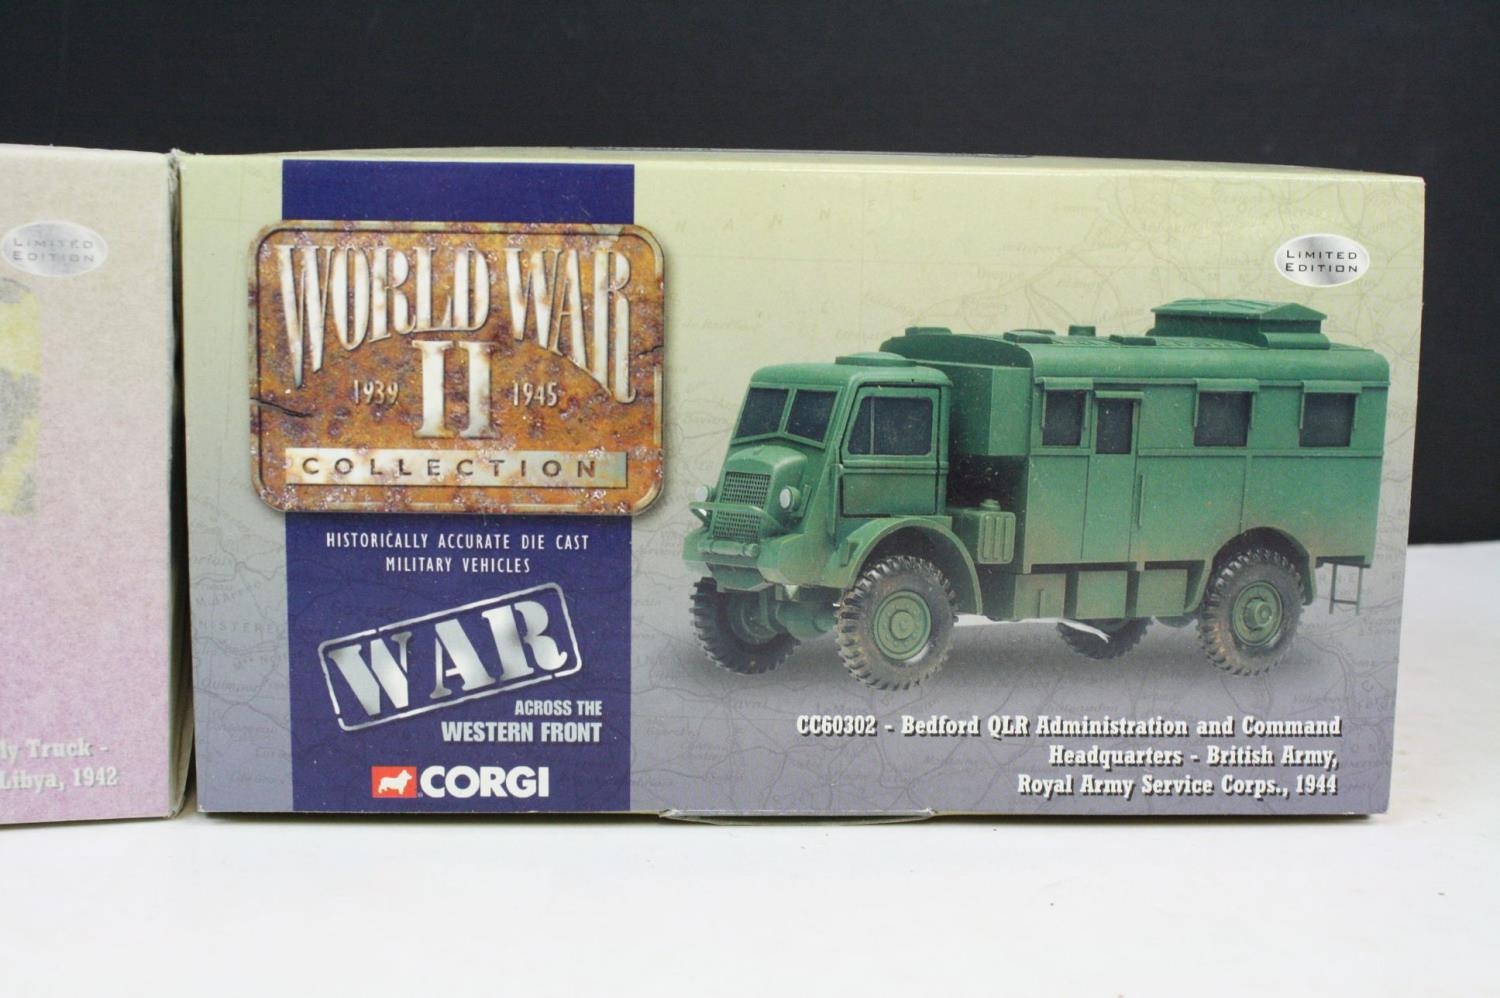 LIMITED
EDITION
Truck -
Libya, 1942
WORLD WAR
II
1939 1945
COLLECTION
HISTORICALLY ACCURATE DIE CAST
MILITARY VEHICLES
WAR
ACROSS THE
WESTERN FRONT
CORGI
LIMITED
EDITION
CC60302 - Bedford QLR Administration and Command
Headquarters - British Army,
Royal Army Service Corps., 1944